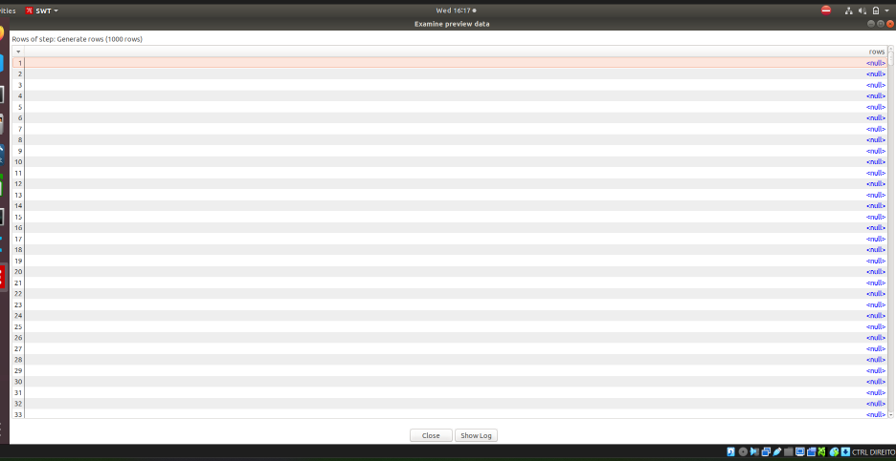 ities SWT Wed 16:17
Examine preview data
Rows of step: Generate rows (1000 rows)
rows
1 <null>
2 <null>
3 <null>
4 <null>
5 <null>
6 <null>
7 <null>
8 <null>
9 <null>
10 <null>
11 <null>
12 <null>
13 <null>
14 <null>
15 <null>
16 <null>
17 <null>
18 <null>
19 <null>
20 <null>
21 <null>
22 <null>
23 <null>
24 <null>
25 <null>
26 <null>
27 <null>
28 <null>
29 <null>
30 <null>
31 <null>
32 <null>
33 <null>
Close Show Log
CTRL DIREITO